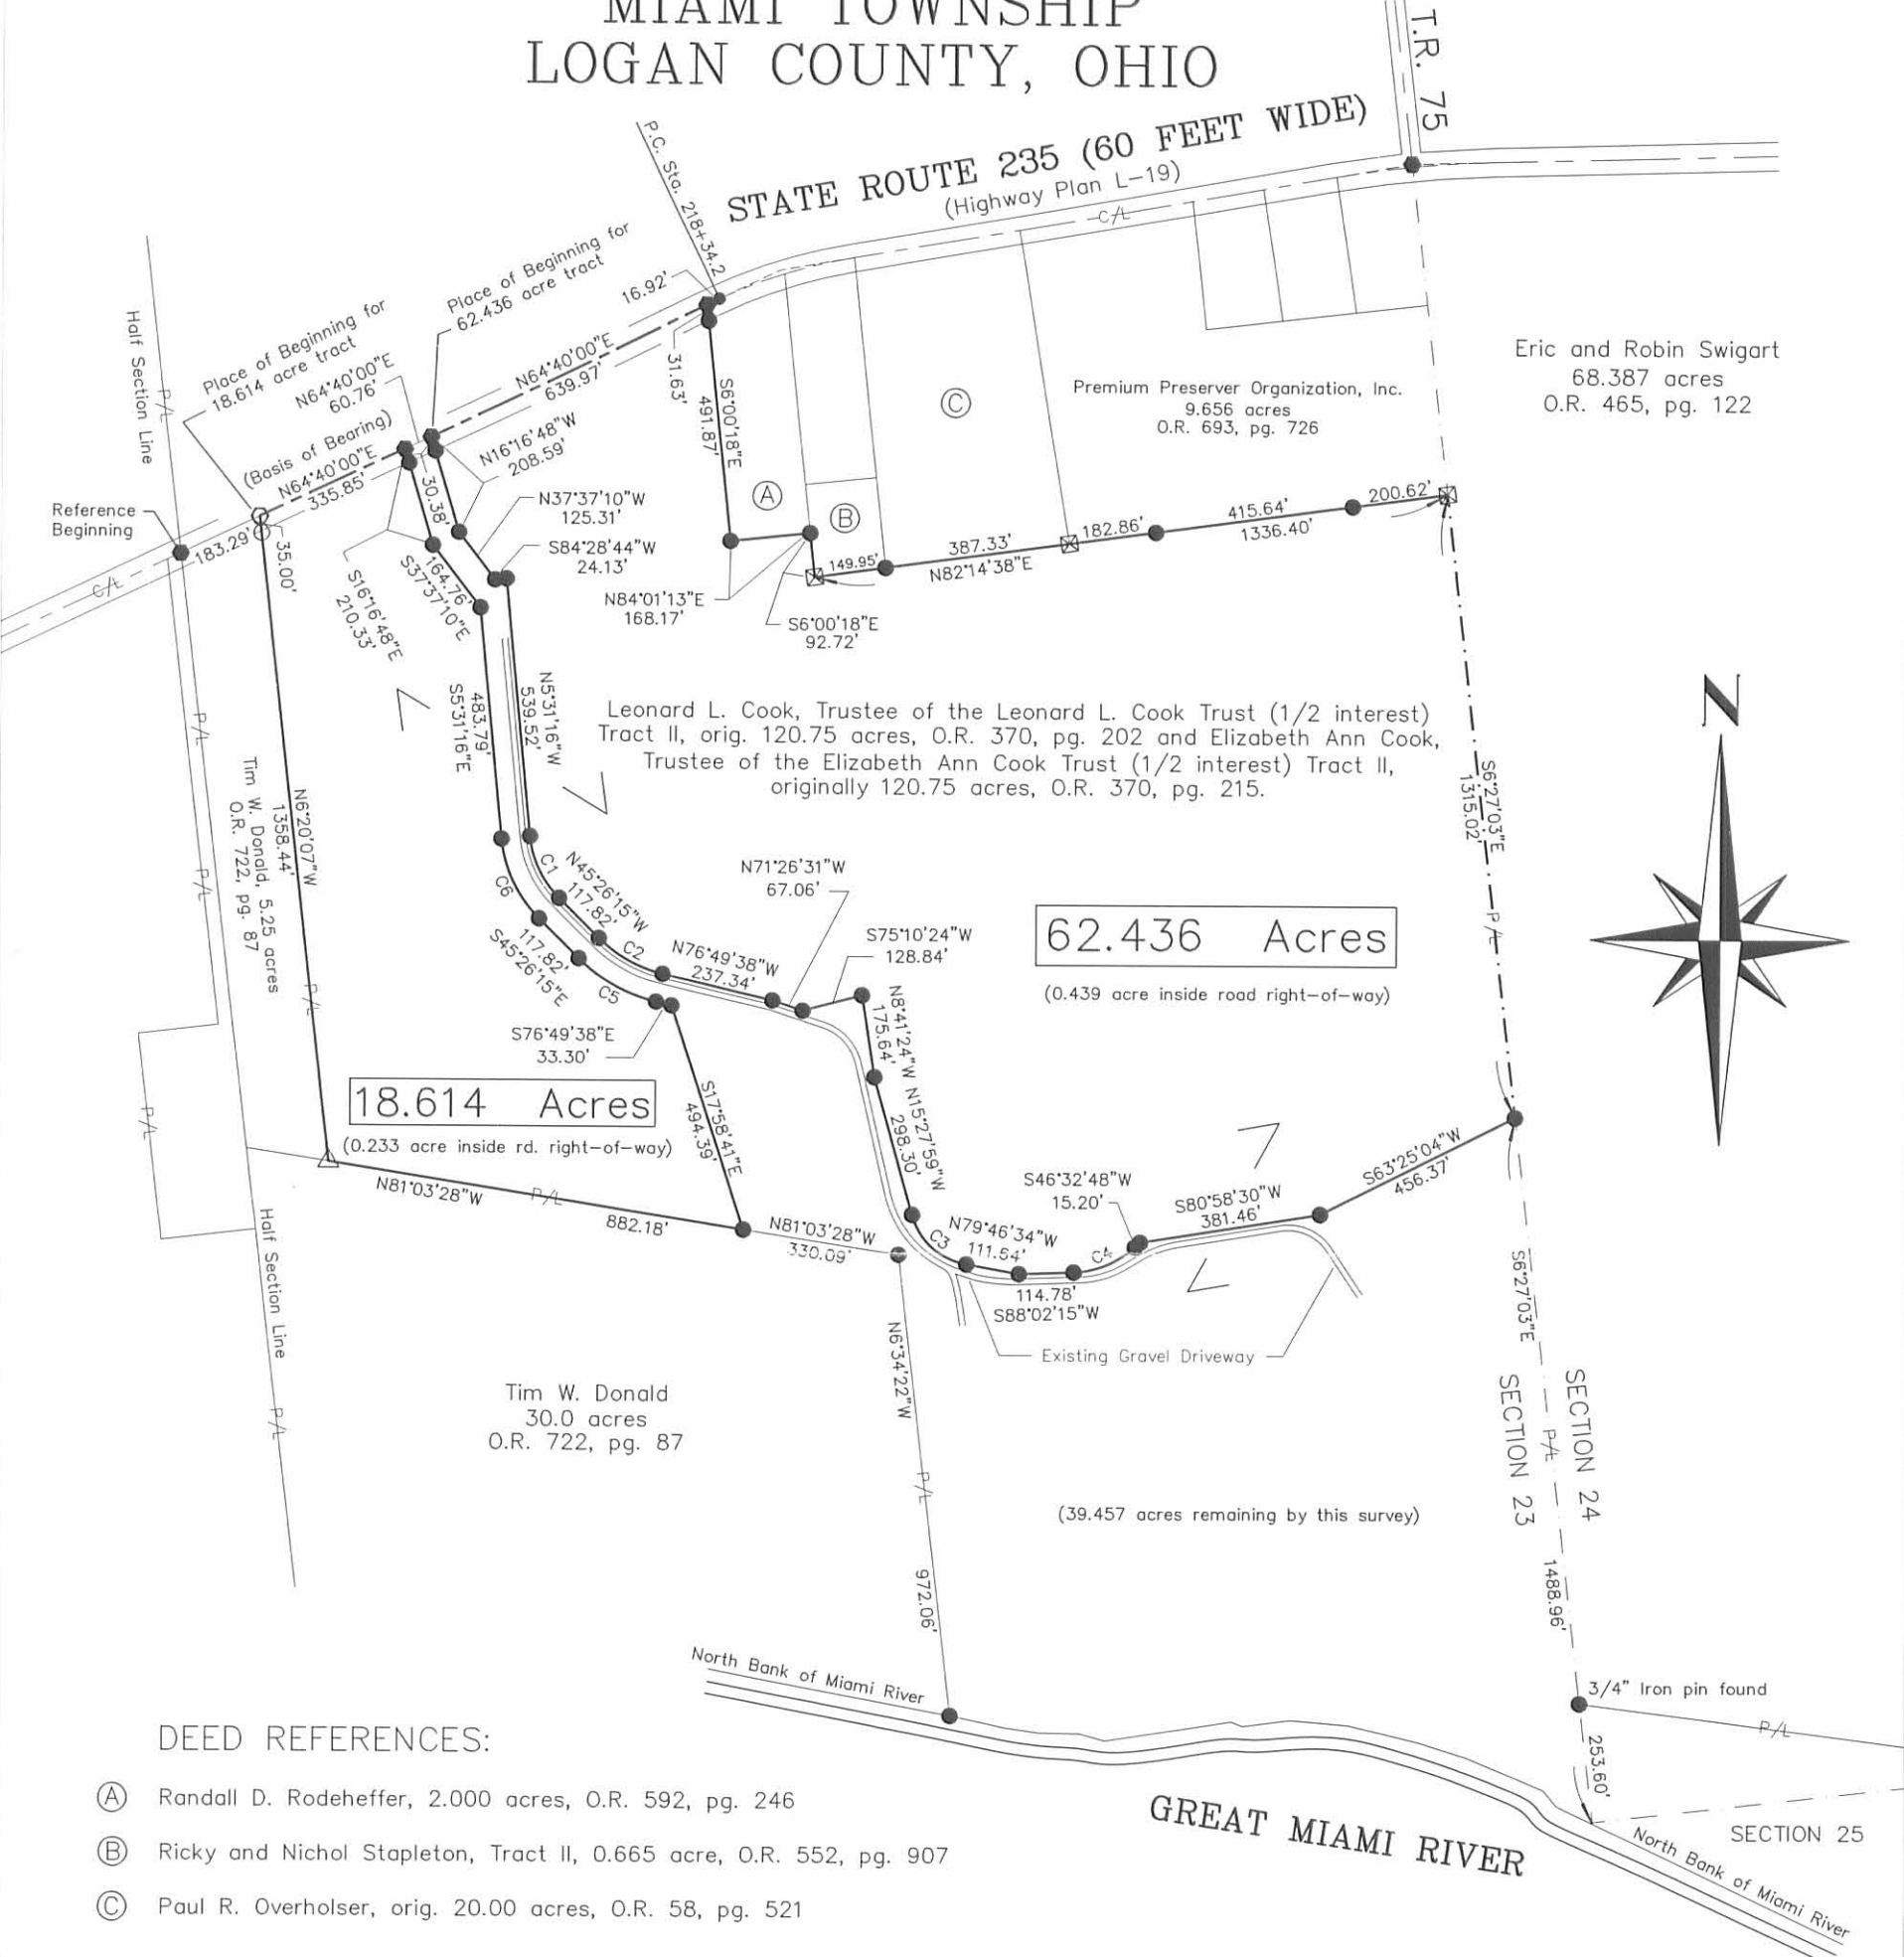 MIAMI TOWNSHIP
LOGAN COUNTY, OHIO
T.R. 75
STATE ROUTE 235 (60 FEET WIDE)
(Highway Plan L-19)
C/L
P.C. Sta. 218+34.2
Place of Beginning for
62.436 acre tract
16.92'
Place of Beginning for
18.614 acre tract
N64°40'00"E
60.76'
(Basis of Bearing)
N64°40'00"E
335.85'
N64°40'00"E
639.97'
Half Section Line
P/L
Reference
Beginning
183.29'
C/L
35.00'
30.38'
31.63'
N16°16'48"W
208.59'
N37°37'10"W
125.31'
S84°28'44"W
24.13'
S16°16'48"E
210.33'
164.76'
S37°37'10"E
S6°00'18"E
491.87'
N84°01'13"E
168.17'
S6°00'18"E
92.72'
A
B
C
149.95'
387.33'
N82°14'38"E
182.86'
415.64'
1336.40'
200.62'
Premium Preserver Organization, Inc.
9.656 acres
O.R. 693, pg. 726
Eric and Robin Swigart
68.387 acres
O.R. 465, pg. 122
Leonard L. Cook, Trustee of the Leonard L. Cook Trust (1/2 interest)
Tract II, orig. 120.75 acres, O.R. 370, pg. 202 and Elizabeth Ann Cook,
Trustee of the Elizabeth Ann Cook Trust (1/2 interest) Tract II,
originally 120.75 acres, O.R. 370, pg. 215.
N
P/L
N6°20'07"W
1358.44'
Tim W. Donald, 5.25 acres
O.R. 722, pg. 87
P/L
P/L
P/L
483.79'
S5°31'16"E
N5°31'16"W
539.52'
C1
C6
N45°26'15"W
117.82'
117.82'
S45°26'15"E
C2
C5
N76°49'38"W
237.34'
N71°26'31"W
67.06'
S75°10'24"W
128.84'
S76°49'38"E
33.30'
N8°41'24"W
175.64'
N15°27'59"W
298.30'
62.436 Acres
(0.439 acre inside road right-of-way)
S6°27'03"E
1315.02'
P/L
18.614 Acres
(0.233 acre inside rd. right-of-way)
S17°58'41"E
494.39'
N81°03'28"W
P/L
882.18'
N81°03'28"W
330.09'
C3
N79°46'34"W
111.54'
C4
114.78'
S88°02'15"W
S46°32'48"W
15.20'
S80°58'30"W
381.46'
S63°25'04"W
456.37'
Existing Gravel Driveway
Half Section Line
P/L
Tim W. Donald
30.0 acres
O.R. 722, pg. 87
N6°34'22"W
P/L
972.06'
(39.457 acres remaining by this survey)
S6°27'03"E
SECTION 23
P/L
SECTION 24
1488.96'
3/4" Iron pin found
P/L
253.60'
SECTION 25
North Bank of Miami River
North Bank of Miami River
GREAT MIAMI RIVER
DEED REFERENCES:
A Randall D. Rodeheffer, 2.000 acres, O.R. 592, pg. 246
B Ricky and Nichol Stapleton, Tract II, 0.665 acre, O.R. 552, pg. 907
C Paul R. Overholser, orig. 20.00 acres, O.R. 58, pg. 521